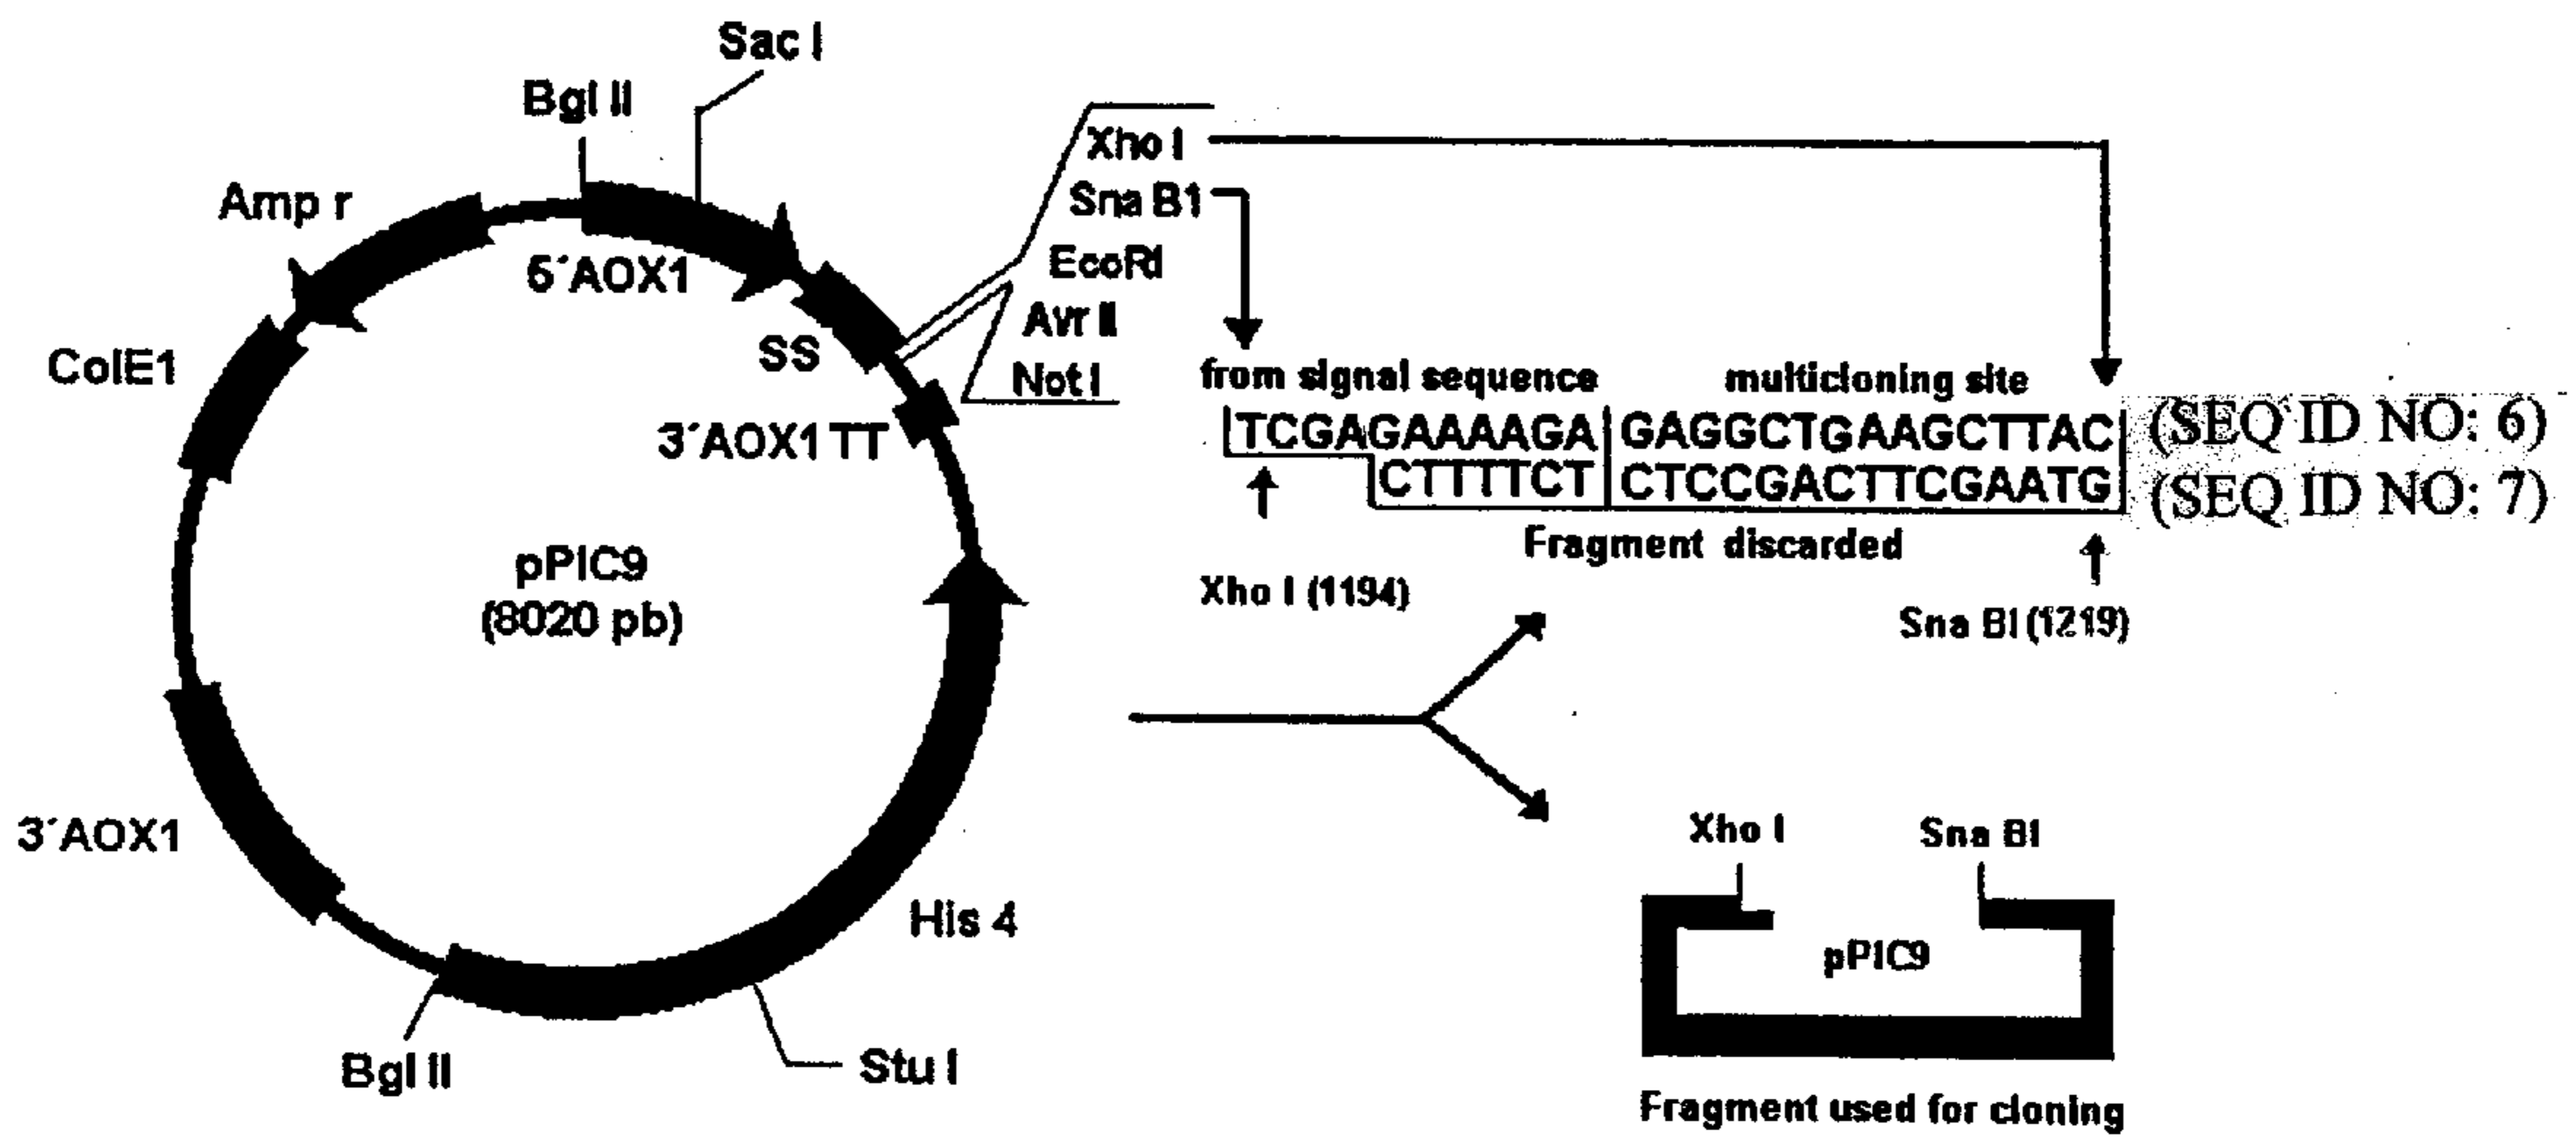 Sac I
Bgl II
Amp r
5´AOX1
ColE1
SS
3´AOX1 TT
pPIC9
(8020 pb)
3´AOX1
His 4
Bgl II
Stu I
Xho I
Sna B1
EcoRI
Avr II
Not I
from signal sequence multicloning site
TCGAGAAAAGA GAGGCTGAAGCTTAC (SEQ ID NO: 6)
CTTTTCT CTCCGACTTCGAATG (SEQ ID NO: 7)
Fragment discarded
Xho I (1194)
Sna BI (1219)
Xho I Sna BI
pPIC9
Fragment used for cloning